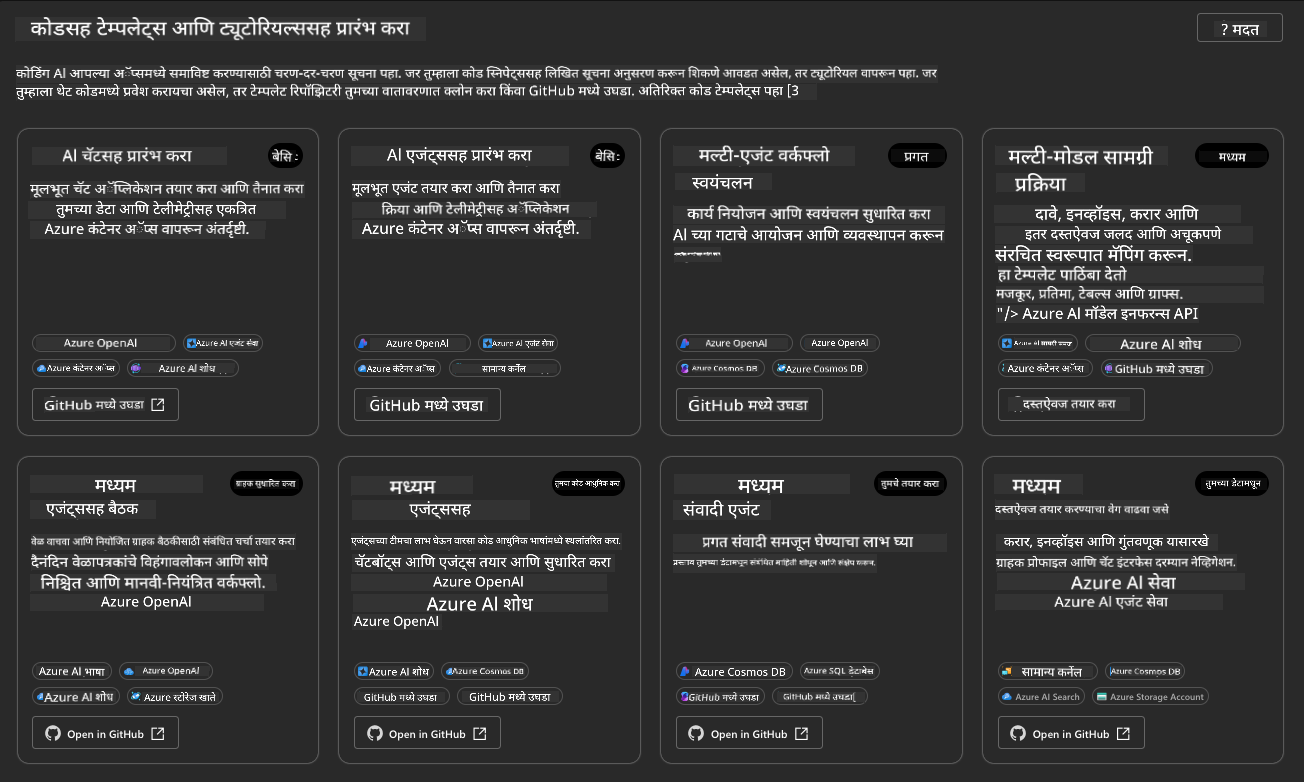 कोडसह टेम्पलेट्स आणि ट्यूटोरियल्ससह प्रारंभ करा
? मदत
कोडिंग AI आपल्या अॅप्समध्ये समाविष्ट करण्यासाठी चरण-दर-चरण सूचना पहा. जर तुम्हाला कोड स्निपेट्ससह लिखित सूचना अनुसरण करून शिकणे आवडत असेल, तर ट्यूटोरियल वापरून पहा. जर
तुम्हाला थेट कोडमध्ये प्रवेश करायचा असेल, तर टेम्पलेट रिपॉझिटरी तुमच्या वातावरणात क्लोन करा किंवा GitHub मध्ये उघडा. अतिरिक्त कोड टेम्पलेट्स पहा [3
AI चॅटसह प्रारंभ करा
बेसि
मूलभूत चॅट अॅप्लिकेशन तयार करा आणि तैनात करा
तुमच्या डेटा आणि टेलीमेट्रीसह एकत्रित
Azure कंटेनर अॅप्स वापरून अंतर्दृष्टी.
Azure OpenAI
Azure AI एजंट सेवा
Azure कंटेनर अॅप्स
Azure AI शोध
GitHub मध्ये उघडा
AI एजंट्ससह प्रारंभ करा
बेसि
मूलभूत एजंट तयार करा आणि तैनात करा
क्रिया आणि टेलीमेट्रीसह अॅप्लिकेशन
Azure कंटेनर अॅप्स वापरून अंतर्दृष्टी.
Azure OpenAI
Azure AI एजंट सेवा
Azure कंटेनर अॅप्स
सामान्य कर्नेल
GitHub मध्ये उघडा
मल्टी-एजंट वर्कफ्लो
प्रगत
स्वयंचलन
कार्य नियोजन आणि स्वयंचलन सुधारित करा
AI च्या गटाचे आयोजन आणि व्यवस्थापन करून
Azure OpenAI
Azure OpenAI
Azure Cosmos DB
Azure Cosmos DB
GitHub मध्ये उघडा
मल्टी-मोडल सामग्री
मध्यम
प्रक्रिया
दावे, इनव्हॉइस, करार आणि
इतर दस्तऐवज जलद आणि अचूकपणे
संरचित स्वरूपात मॅपिंग करून.
हा टेम्पलेट पाठिंबा देतो
मजकूर, प्रतिमा, टेबल्स आणि ग्राफ्स.
"/> Azure AI मॉडेल इनफरन्स API
Azure AI
Azure AI शोध
Azure कंटेनर अॅप्स
GitHub मध्ये उघडा
दस्तऐवज तयार करा
मध्यम
ग्राहक सुधारित करा
एजंट्ससह बैठक
वेळ वाचवा आणि नियोजित ग्राहक बैठकीसाठी संबंधित चर्चा तयार करा
दैनंदिन वेळापत्रकांचे विहंगावलोकन आणि सोपे
निश्चित आणि मानवी-नियंत्रित वर्कफ्लो.
Azure OpenAI
Azure AI भाषा
Azure OpenAI
Azure AI शोध
Azure स्टोरेज खाते
Open in GitHub
मध्यम
तुमचा कोड आधुनिक करा
एजंट्ससह
एजंट्सच्या टीमचा लाभ घेऊन वारसा कोड आधुनिक भाषांमध्ये स्थलांतरित करा.
चॅटबॉट्स आणि एजंट्स तयार आणि सुधारित करा
Azure OpenAI
Azure AI शोध
Azure OpenAI
Azure AI शोध
Azure Cosmos DB
GitHub मध्ये उघडा
GitHub मध्ये उघडा
Open in GitHub
मध्यम
तुमचे तयार करा
संवादी एजंट
प्रगत संवादी समजून घेण्याचा लाभ घ्या
प्रस्ताव तुमच्या डेटामधून संबंधित माहिती शोधून आणि संक्षेप करून.
Azure Cosmos DB
Azure SQL डेटाबेस
GitHub मध्ये उघडा
GitHub मध्ये उघडा[
Open in GitHub
मध्यम
तुमच्या डेटामधून
दस्तऐवज तयार करण्याचा वेग वाढवा जसे
करार, इनव्हॉइस आणि गुंतवणूक यासारखे
ग्राहक प्रोफाइल आणि चॅट इंटरफेस दरम्यान नेव्हिगेशन.
Azure AI सेवा
Azure AI एजंट सेवा
सामान्य कर्नेल
Azure Cosmos DB
Azure AI Search
Azure Storage Account
Open in GitHub